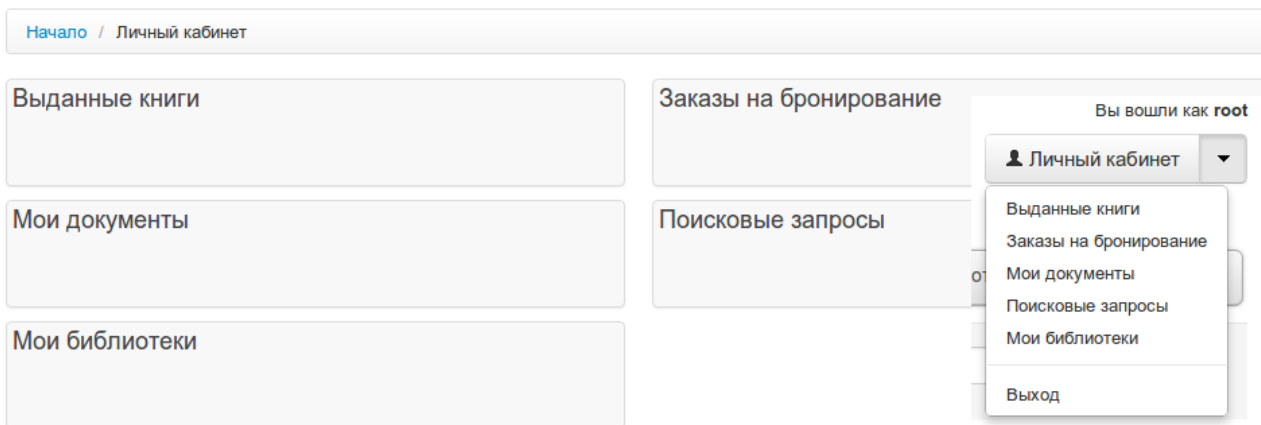 Начало / Личный кабинет
Выданные книги
Заказы на бронирование
Вы вошли как root
Личный кабинет
Мои документы
Поисковые запросы
Мои библиотеки
Выданные книги
Заказы на бронирование
Мои документы
Поисковые запросы
Мои библиотеки
Выход